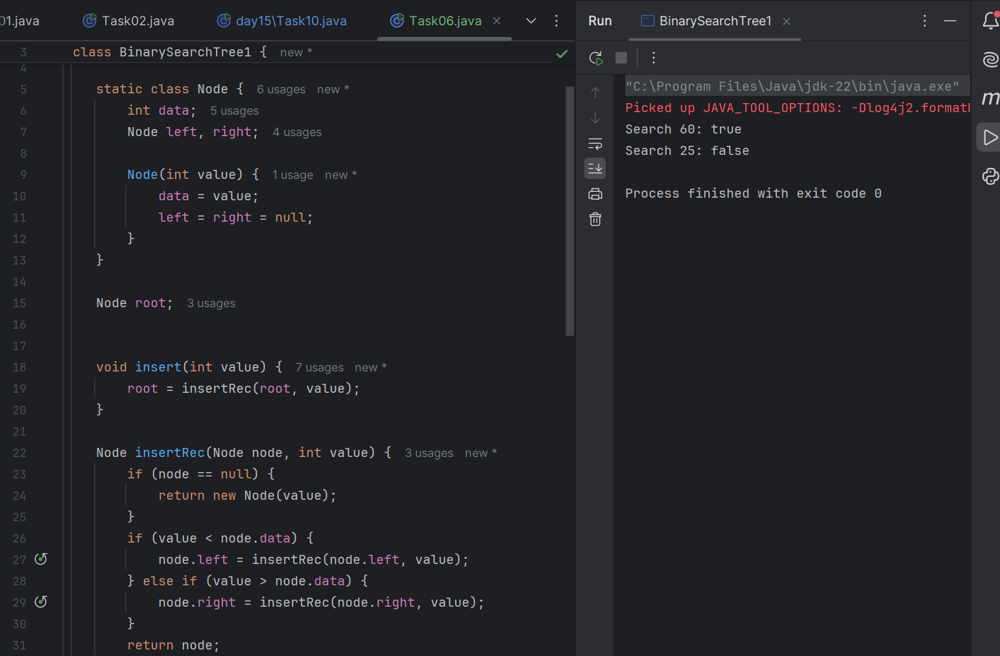 01.java Task02.java day15\Task10.java Task06.java
3 class BinarySearchTree1 { new *
4
5 static class Node { 6 usages new *
6 int data; 5 usages
7 Node left, right; 4 usages
8
9 Node(int value) { 1 usage new *
10 data = value;
11 left = right = null;
12 }
13 }
14
15 Node root; 3 usages
16
17
18 void insert(int value) { 7 usages new *
19 root = insertRec(root, value);
20 }
21
22 Node insertRec(Node node, int value) { 3 usages new *
23 if (node == null) {
24 return new Node(value);
25 }
26 if (value < node.data) {
27 node.left = insertRec(node.left, value);
28 } else if (value > node.data) {
29 node.right = insertRec(node.right, value);
30 }
31 return node;
Run BinarySearchTree1
"C:\Program Files\Java\jdk-22\bin\java.exe"
Picked up JAVA_TOOL_OPTIONS: -Dlog4j2.format
Search 60: true
Search 25: false
Process finished with exit code 0
m